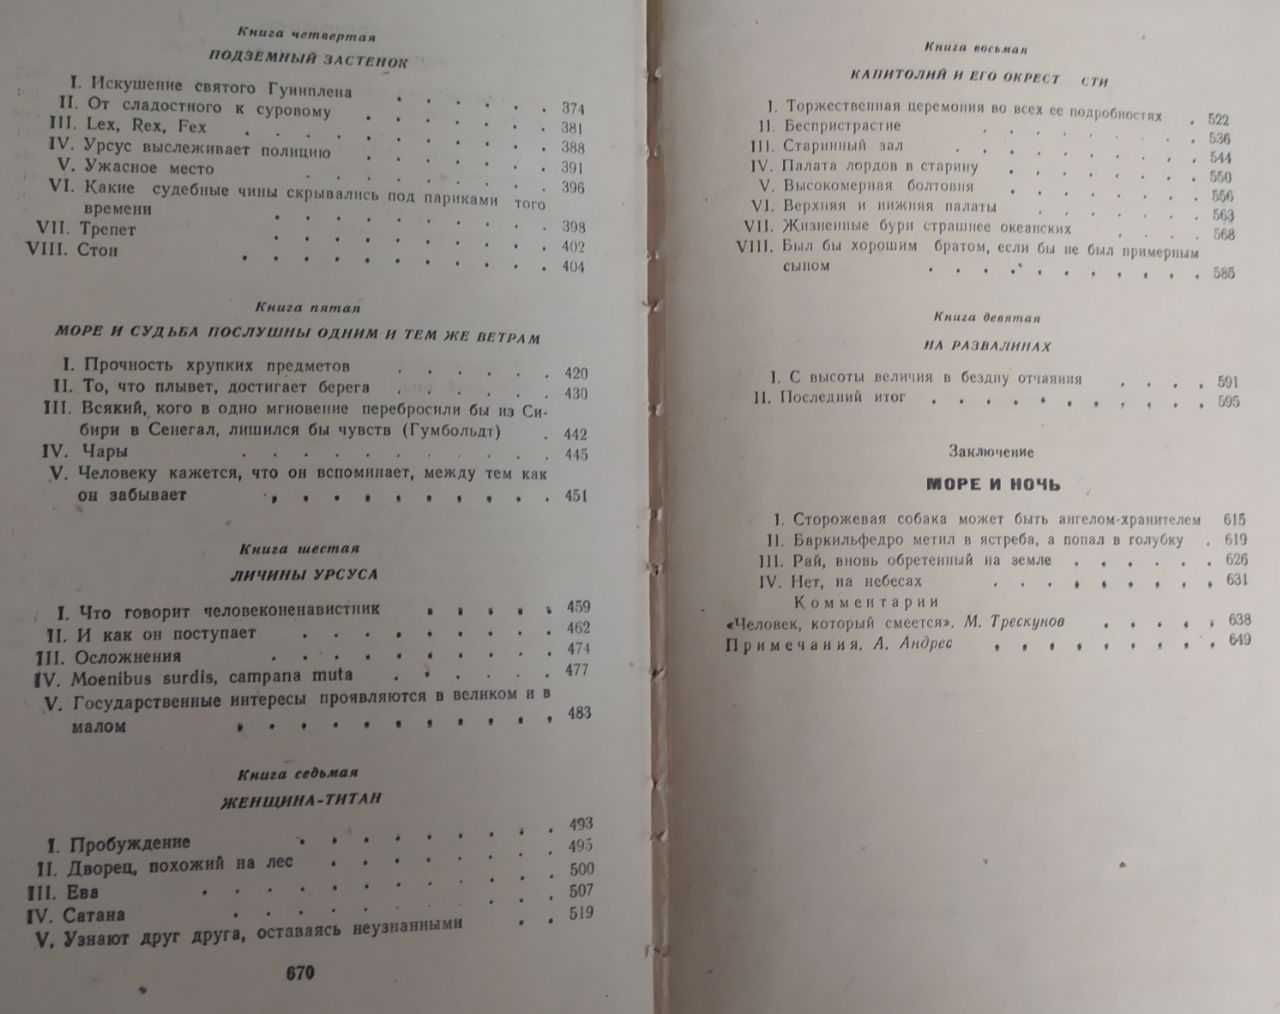 Книга четвертая
ПОДЗЕМНЫЙ ЗАСТЕНОК
I. Искушение святого Гуинплена . . . . . . 374
II. От сладостного к суровому . . . . . . . 381
III. Lex, Rex, Fex . . . . . . . . . . 388
IV. Урсус выслеживает полицию . . . . . . . 391
V. Ужасное место . . . . . . . . 396
VI. Какие судебные чины скрывались под париками того
времени . . . . . . . . . . 398
VII. Трепет . . . . . . . . . . 402
VIII. Стон . . . . . . . . . . . 404
Книга пятая
МОРЕ И СУДЬБА ПОСЛУШНЫ ОДНИМ И ТЕМ ЖЕ ВЕТРАМ
I. Прочность хрупких предметов . . . . . . 420
II. То, что плывет, достигает берега . . . . . . 430
III. Всякий, кого в одно мгновение перебросили бы из Си-
бири в Сенегал, лишился бы чувств (Гумбольдт) . 442
IV. Чары . . . . . . . . . . . 445
V. Человеку кажется, что он вспоминает, между тем как
он забывает . . . . . . . . . . 451
Книга шестая
ЛИЧИНЫ УРСУСА
I. Что говорит человеконенавистник . . . . . 459
II. И как он поступает . . . . . . . . . 462
III. Осложнения . . . . . . . . . . 474
IV. Moenibus surdis, campana muta . . . . . . 477
V. Государственные интересы проявляются в великом и в
малом . . . . . . . . . . . 483
Книга седьмая
ЖЕНЩИНА-ТИТАН
I. Пробуждение . . . . . . . . . 493
II. Дворец, похожий на лес . . . . . . . . 495
III. Ева . . . . . . . . . . . . 500
IV. Сатана . . . . . . . . . . . 507
V. Узнают друг друга, оставаясь неузнанными . . 519
670
Книга восьмая
КАПИТОЛИЙ И ЕГО ОКРЕСТ СТИ
I. Торжественная церемония во всех ее подробностях . 522
II. Беспристрастие . . . . . . . . 536
III. Старинный зал . . . . . . . . . 544
IV. Палата лордов в старину . . . . . . . 550
V. Высокомерная болтовня . . . . . . . 556
VI. Верхняя и нижняя палаты . . . . . . 563
VII. Жизненные бури страшнее океанских . . . . 568
VIII. Был бы хорошим братом, если бы не был примерным
сыном . . . . . . . . . . . 585
Книга девятая
НА РАЗВАЛИНАХ
I. С высоты величия в бездну отчаяния . . . . 591
II. Последний итог . . . . . . . . . . 595
Заключение
МОРЕ И НОЧЬ
I. Сторожевая собака может быть ангелом-хранителем 615
II. Баркильфедро метил в ястреба, а попал в голубку . 619
III. Рай, вновь обретенный на земле . . . . . . 626
IV. Нет, на небесах . . . . . . . . . 631
Комментарии
«Человек, который смеется». М. Трескунов . . . . . 638
Примечания. А. Андрес . . . . . . . . . 649